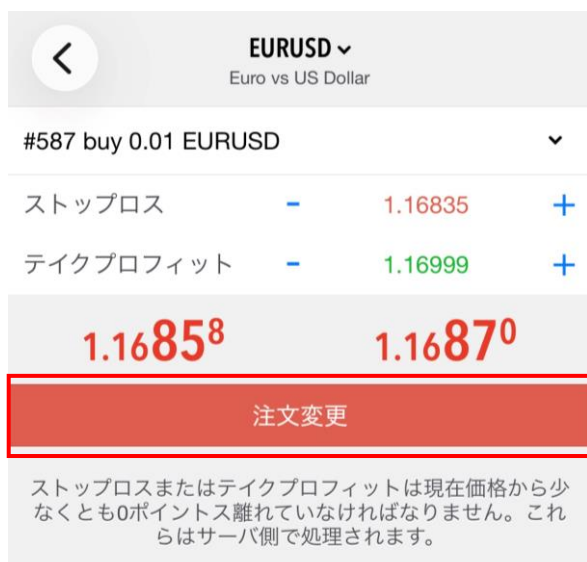 EURUSD
Euro vs US Dollar
#587 buy 0.01 EURUSD
ストップロス - 1.16835 +
テイクプロフィット - 1.16999 +
1.16858 1.16870
注文変更
ストップロスまたはテイクプロフィットは現在価格から少
なくとも0ポイントス離れていなければなりません。これ
らはサーバ側で処理されます。